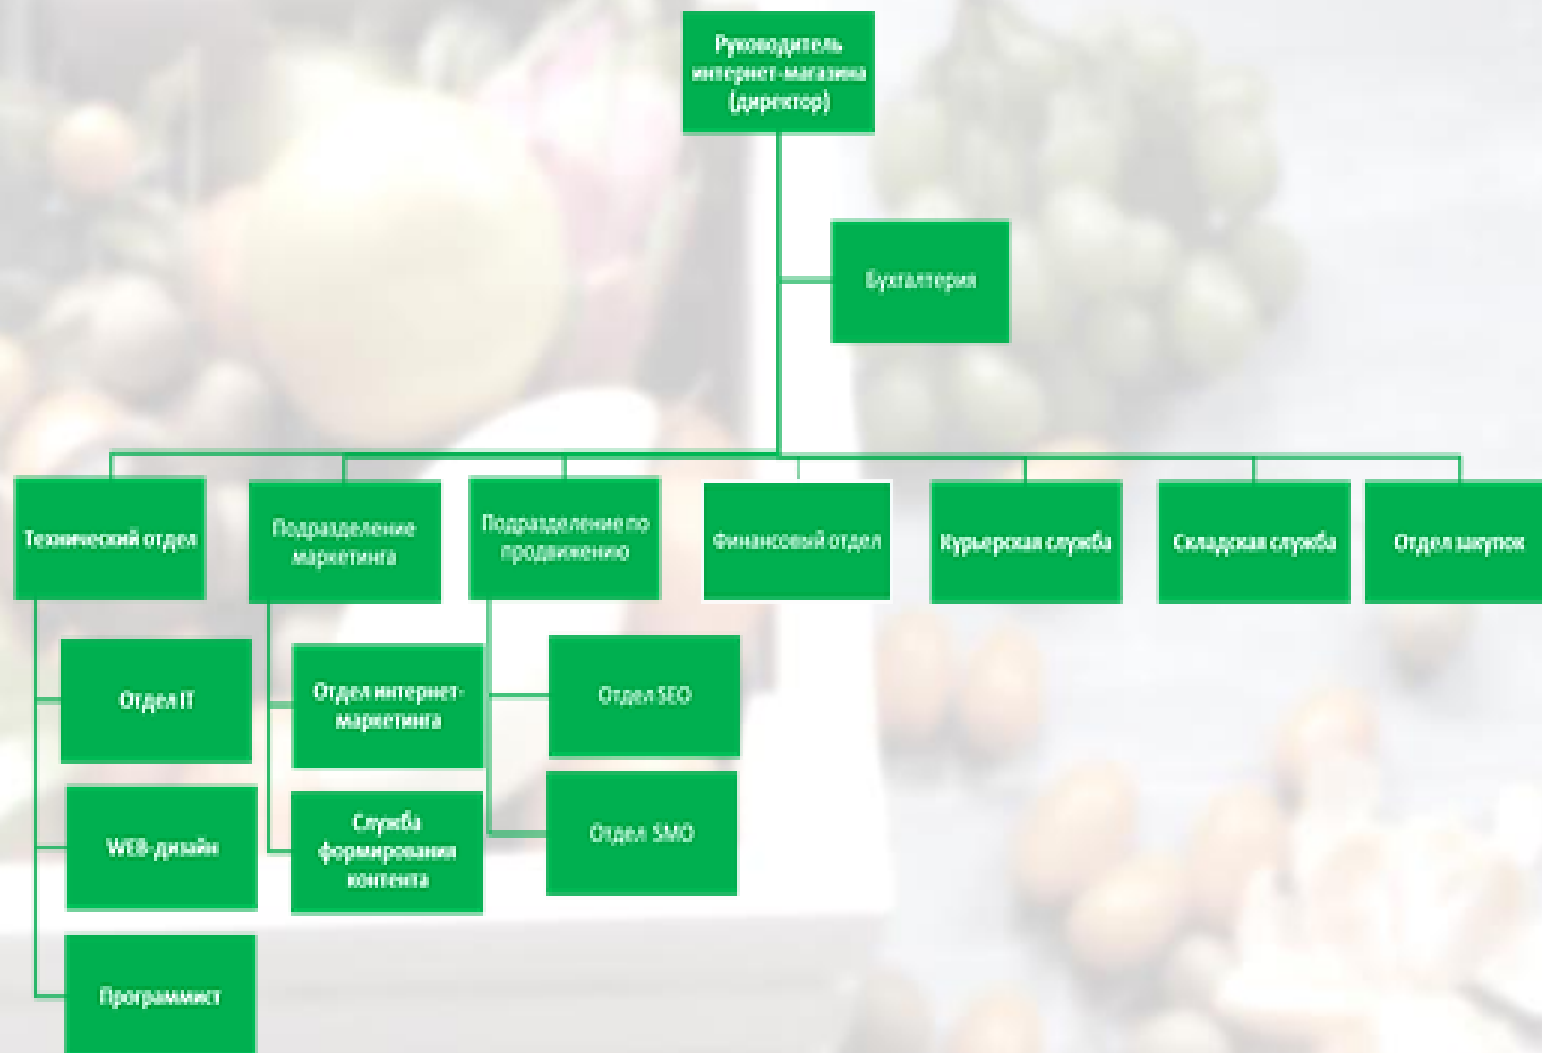 Руководитель
интернет-магазина
(директор)
Бухгалтерия
Технический отдел
Подразделение
маркетинга
Подразделение по
продвижению
Финансовый отдел
Курьерская служба
Складская служба
Отдел закупок
Отдел IT
Отдел интернет-
маркетинга
Отдел SEO
WEB-дизайн
Служба
формирования
контента
Отдел SMO
Программист